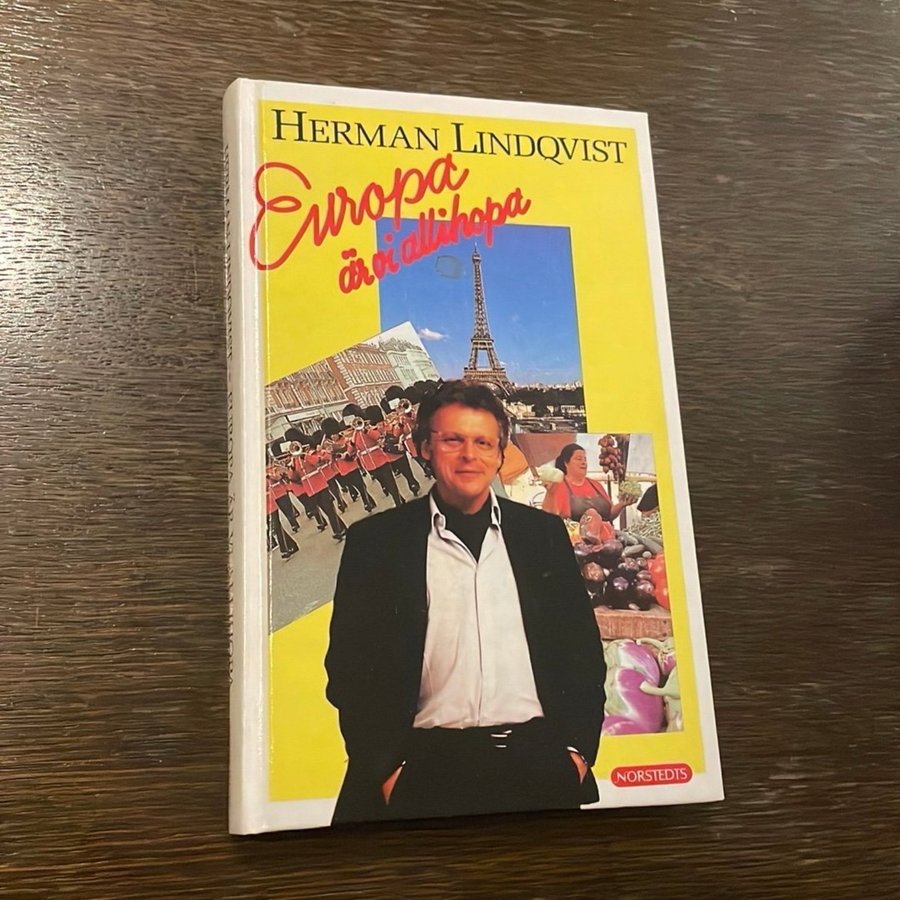 HERMAN LINDQVIST
Europa
är vi allihopa
NORSTEDTS